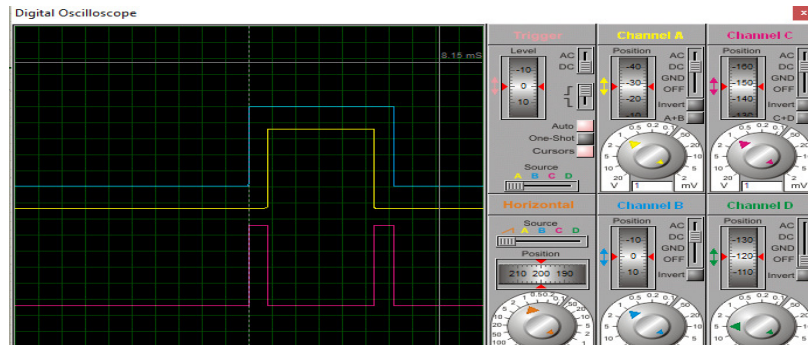 Digital Oscilloscope
8.15 mS
Trigger
Level
AC
DC
-10
0
10
Auto
One-Shot
Cursors
Source
A B C D
Channel A
Position
AC
DC
GND
OFF
Invert
A+B
-40
-30
-20
-10
V 1 mV
Channel C
Position
AC
DC
GND
OFF
Invert
C+D
-160
-150
-140
-130
V 1 mV
Horizontal
Source
A B C D
Position
210 200 190
Channel B
Position
AC
DC
GND
OFF
Invert
-10
0
10
Channel D
Position
AC
DC
GND
OFF
Invert
-130
-120
-110